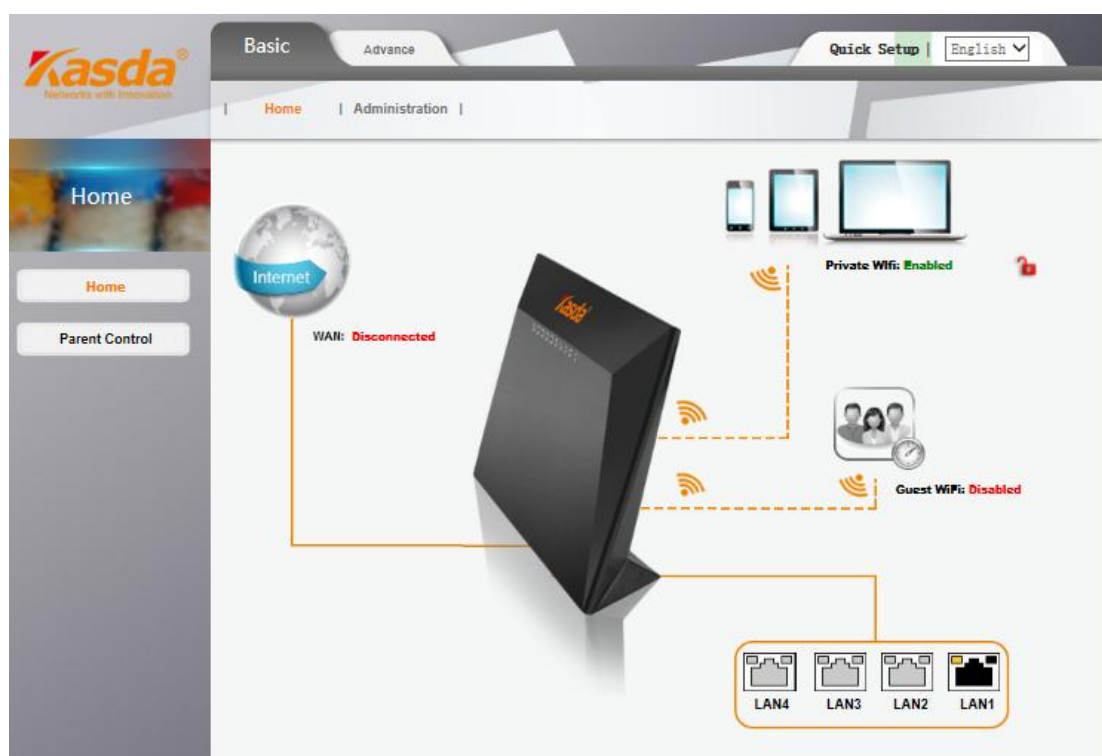 Kasda®
Networks with Innovation
Basic
Advance
Quick Setup |
English
| Home | Administration |
Home
Home
Parent Control
Internet
WAN: Disconnected
Kasda
Private WIfi: Enabled
Guest WiFi: Disabled
LAN4 LAN3 LAN2 LAN1